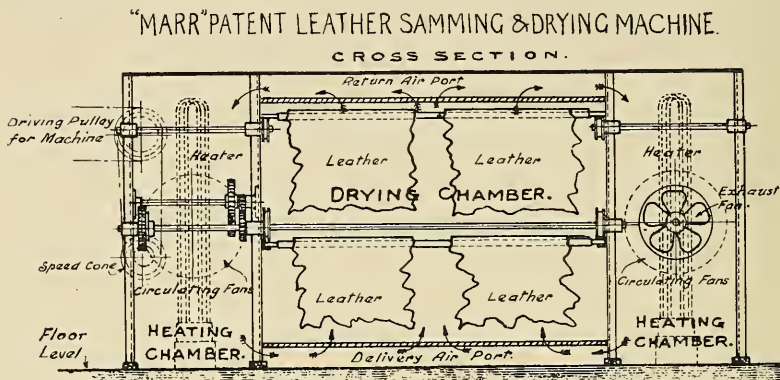 "MARR" PATENT LEATHER SAMMING & DRYING MACHINE.
CROSS SECTION.
Return Air Port
Driving Pulley
for Machine
Heater
Leather
Leather
Heater
DRYING CHAMBER.
Exhaust
Fan.
Speed Cone
Circulating Fans
Leather
Leather
Circulating Fans
Floor
Level
HEATING
CHAMBER.
HEATING
CHAMBER.
Delivery Air Port.